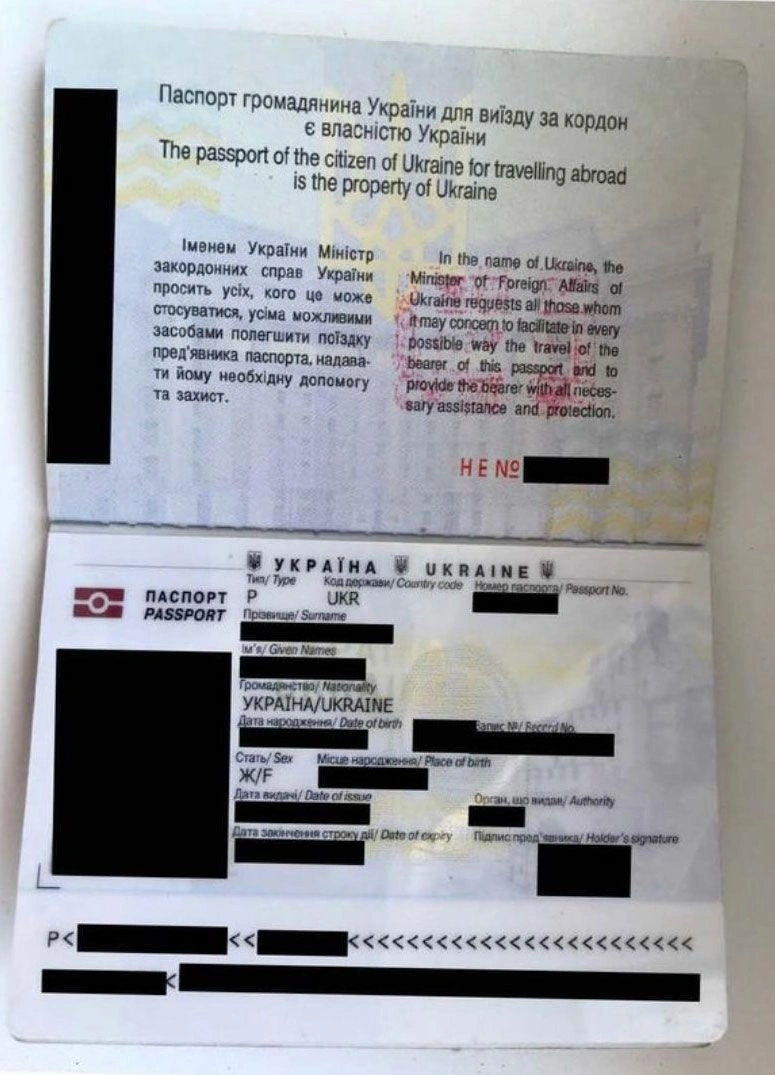 Паспорт громадянина України для виїзду за кордон
є власністю України
The passport of the citizen of Ukraine for travelling abroad
is the property of Ukraine
Іменем України Міністр
закордонних справ України
просить усіх, кого це може
стосуватися, усіма можливими
засобами полегшити поїздку
пред'явника паспорта, надава-
ти йому необхідну допомогу
та захист.
In the name of Ukraine, the
Minister of Foreign Affairs of
Ukraine requests all those whom
it may concern to facilitate in every
possible way the travel of the
bearer of this passport and to
provide the bearer with all neces-
sary assistance and protection.
НЕ №
УКРАЇНА UKRAINE
ПАСПОРТ
PASSPORT
Тип/ Type Код держави/ Country code Номер паспорта/ Passport No.
P UKR
Прізвище/ Surname
Ім'я/ Given Names
Громадянство/ Nationality
УКРАЇНА/UKRAINE
Дата народження/ Date of birth Запис №/ Record No.
Стать/ Sex Місце народження/ Place of birth
Ж/F
Дата видачі/ Date of issue Орган, що видав/ Authority
Дата закінчення строку дії/ Date of expiry Підпис пред'явника/ Holder's signature
P< << <<<<<<<<<<<<<<<<<<<<<<<<<<<
<